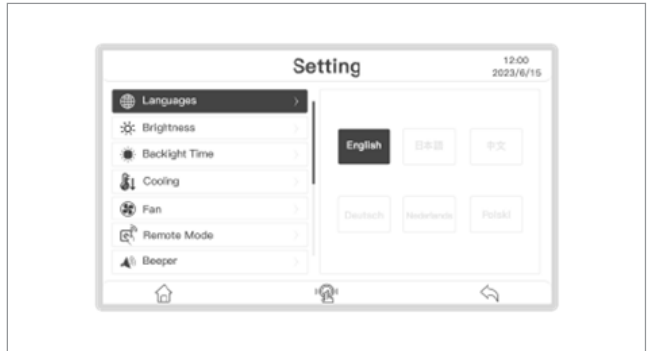 Setting
12:00
2023/6/15
Languages
Brightness
Backlight Time
Cooling
Fan
Remote Mode
Beeper
English
日本語
中文
Deutsch
Nederlands
Polski